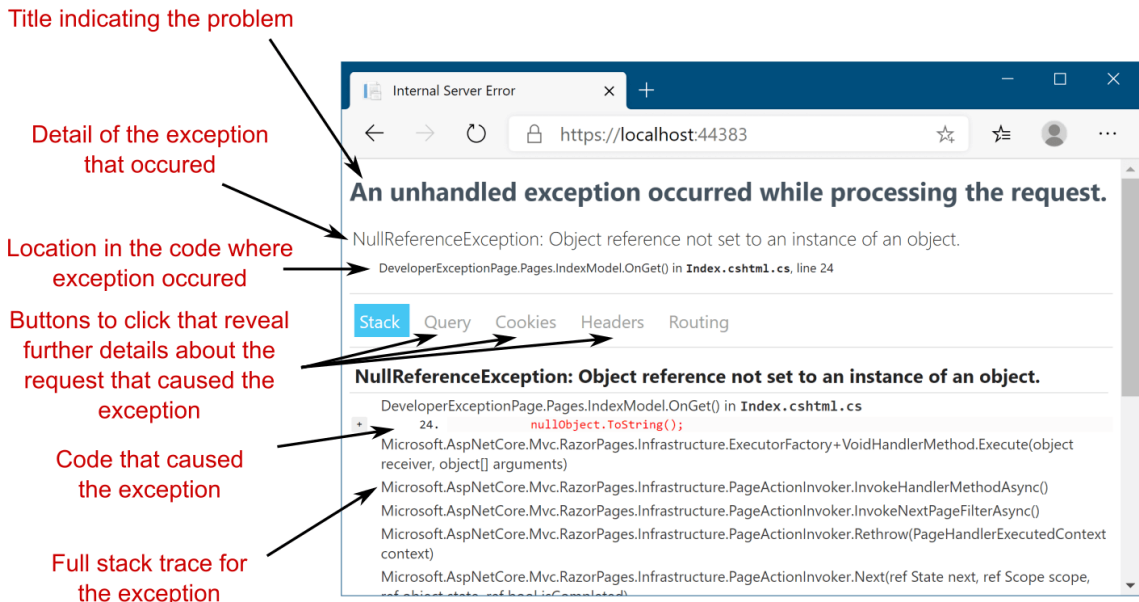 Title indicating the problem
Detail of the exception
that occured
Location in the code where
exception occured
Buttons to click that reveal
further details about the
request that caused the
exception
Code that caused
the exception
Full stack trace for
the exception
Internal Server Error
https://localhost:44383
An unhandled exception occurred while processing the request.
NullReferenceException: Object reference not set to an instance of an object.
DeveloperExceptionPage.Pages.IndexModel.OnGet() in Index.cshtml.cs, line 24
Stack Query Cookies Headers Routing
NullReferenceException: Object reference not set to an instance of an object.
DeveloperExceptionPage.Pages.IndexModel.OnGet() in Index.cshtml.cs
+ 24. nullObject.ToString();
Microsoft.AspNetCore.Mvc.RazorPages.Infrastructure.ExecutorFactory+VoidHandlerMethod.Execute(object
receiver, object[] arguments)
Microsoft.AspNetCore.Mvc.RazorPages.Infrastructure.PageActionInvoker.InvokeHandlerMethodAsync()
Microsoft.AspNetCore.Mvc.RazorPages.Infrastructure.PageActionInvoker.InvokeNextPageFilterAsync()
Microsoft.AspNetCore.Mvc.RazorPages.Infrastructure.PageActionInvoker.Rethrow(PageHandlerExecutedContext
context)
Microsoft.AspNetCore.Mvc.RazorPages.Infrastructure.PageActionInvoker.Next(ref State next, ref Scope scope,
ref object state, ref bool isCompleted)